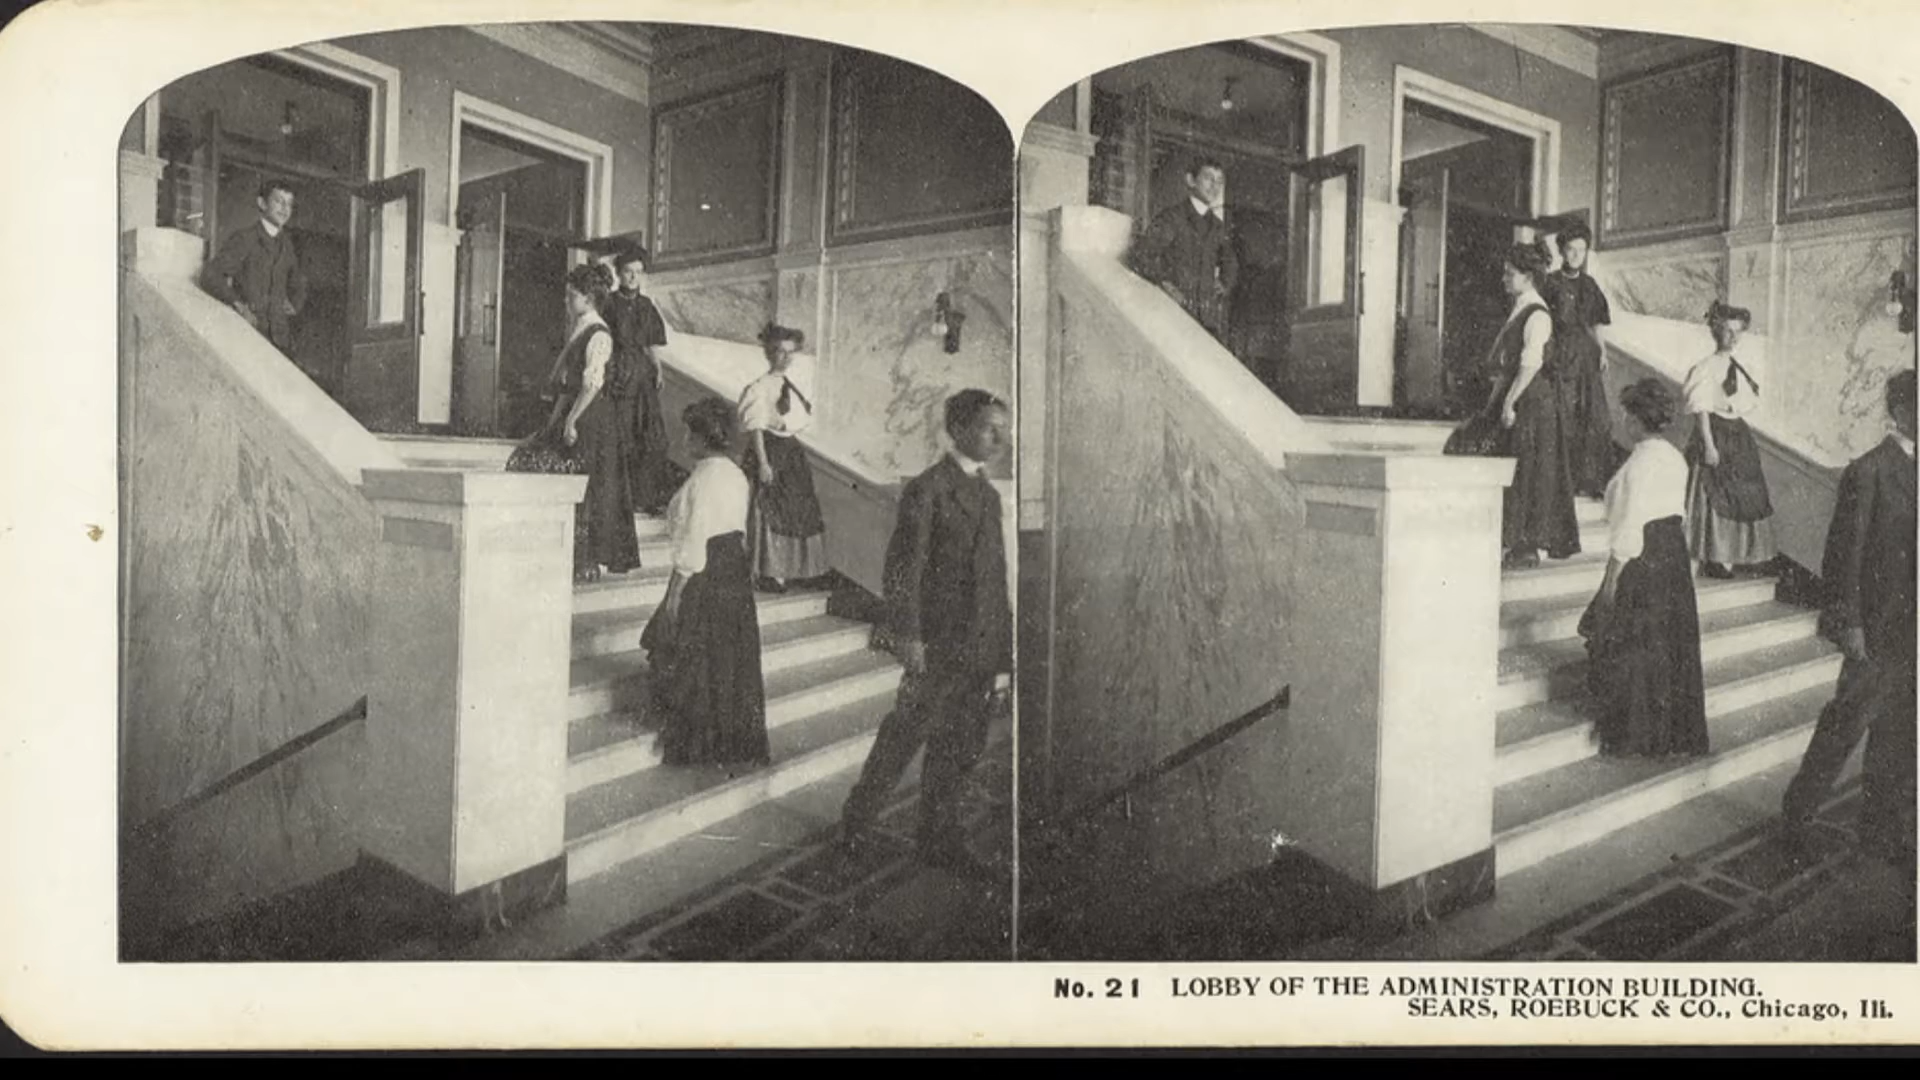 No. 21 LOBBY OF THE ADMINISTRATION BUILDING.
SEARS, ROEBUCK & CO., Chicago, Ill.